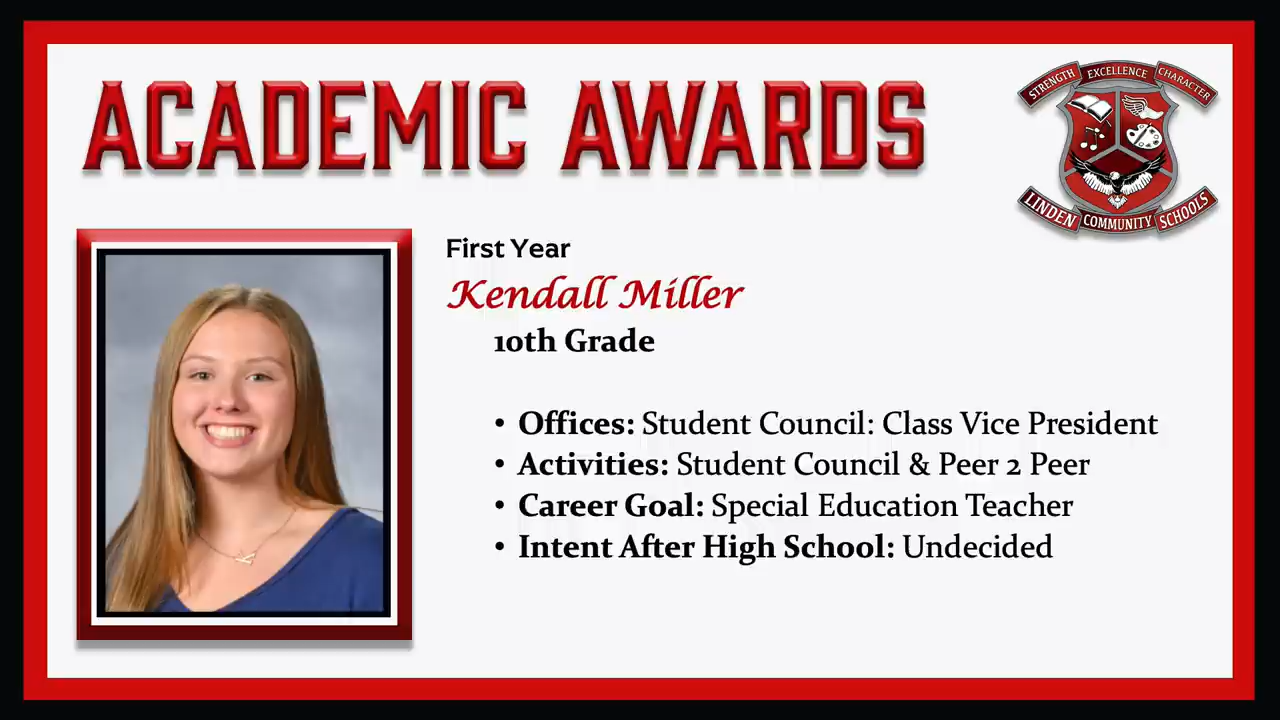 ACADEMIC AWARDS
STRENGTH EXCELLENCE CHARACTER
LINDEN COMMUNITY SCHOOLS
First Year
Kendall Miller
10th Grade
• Offices: Student Council: Class Vice President
• Activities: Student Council & Peer 2 Peer
• Career Goal: Special Education Teacher
• Intent After High School: Undecided